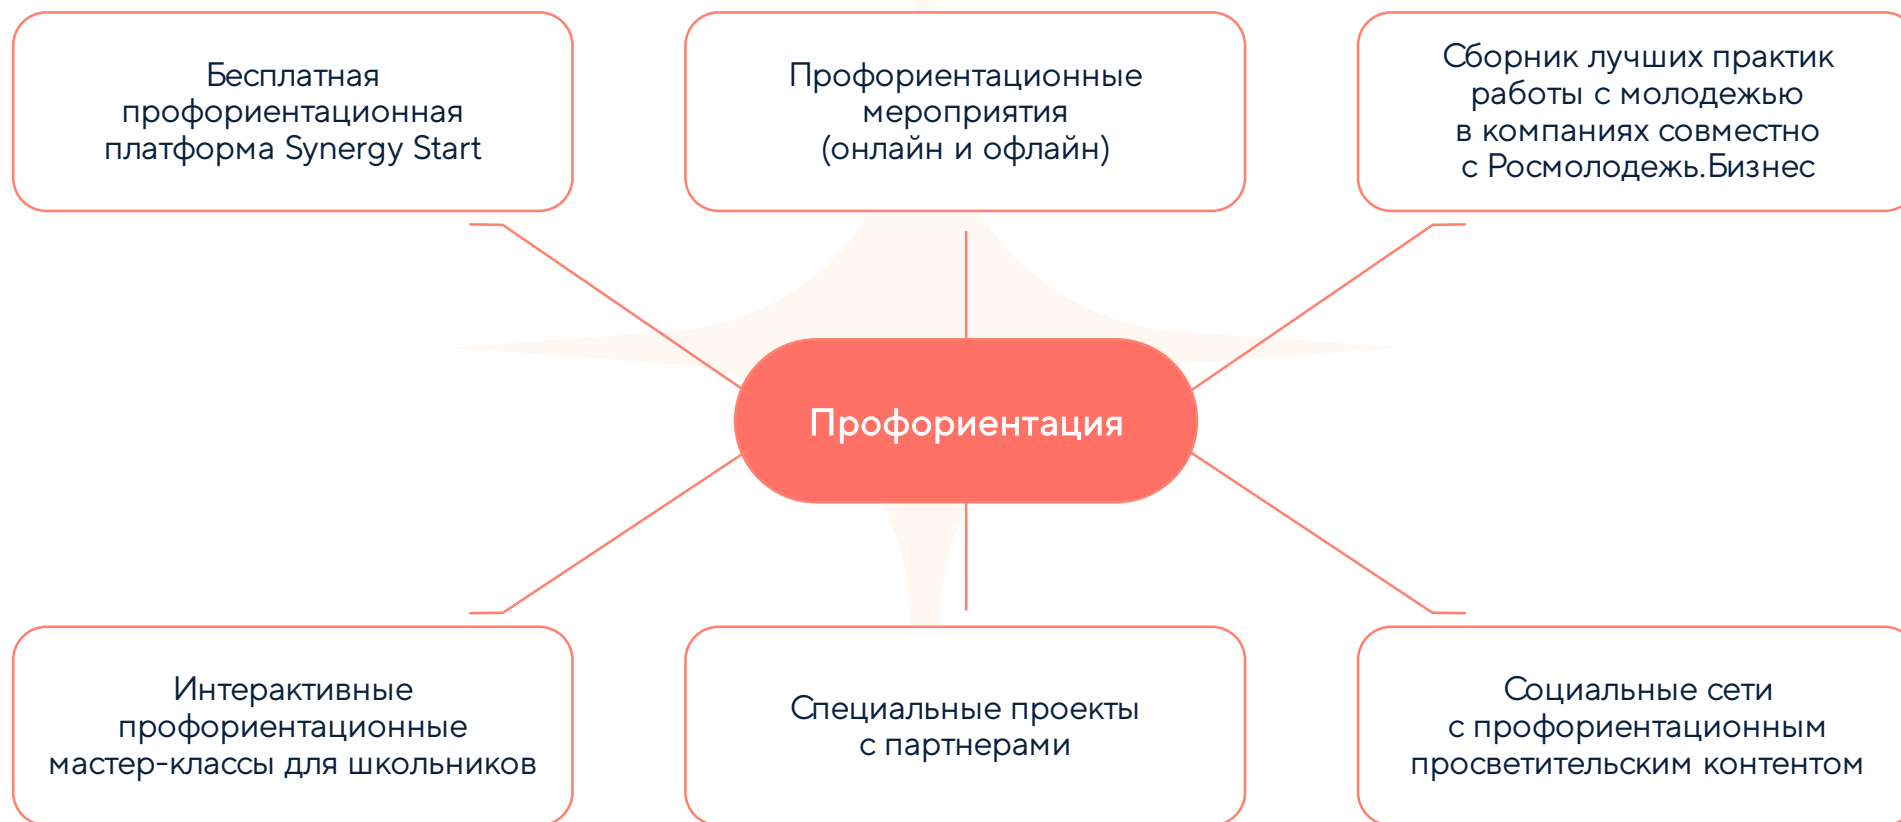 Бесплатная
профориентационная
платформа Synergy Start
Профориентационные
мероприятия
(онлайн и офлайн)
Сборник лучших практик
работы с молодежью
в компаниях совместно
с Росмолодежь.Бизнес
Профориентация
Интерактивные
профориентационные
мастер-классы для школьников
Специальные проекты
с партнерами
Социальные сети
с профориентационным
просветительским контентом